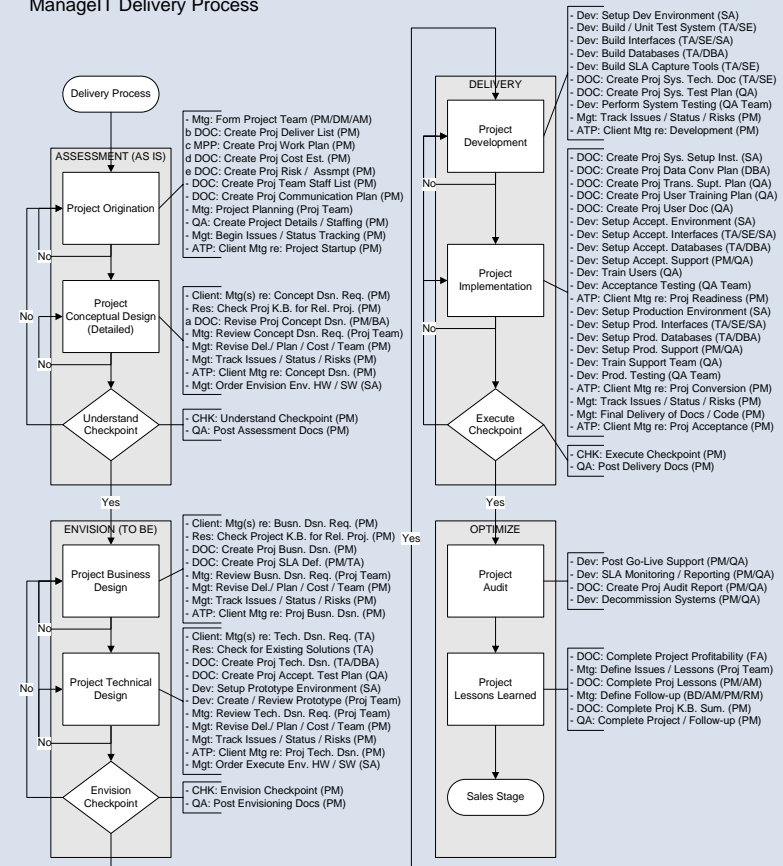 ManageIT Delivery Process
Delivery Process
- Mtg: Form Project Team (PM/DM/AM)
b DOC: Create Proj Deliver List (PM)
c MPP: Create Proj Work Plan (PM)
d DOC: Create Proj Cost Est. (PM)
e DOC: Create Proj Risk / Assmpt (PM)
- DOC: Create Proj Team Staff List (PM)
- DOC: Create Proj Communication Plan (PM)
- Mtg: Project Planning (Proj Team)
- QA: Create Project Details / Staffing (PM)
- Mgt: Begin Issues / Status Tracking (PM)
- ATP: Client Mtg re: Project Startup (PM)
ASSESSMENT (AS IS)
Project Origination
No
- Client: Mtg(s) re: Concept Dsn. Req. (PM)
- Res: Check Proj K.B. for Rel. Proj. (PM)
a DOC: Revise Proj Concept Dsn. (PM/BA)
- Mtg: Review Concept Dsn. Req. (Proj Team)
- Mgt: Revise Del./ Plan / Cost / Team (PM)
- Mgt: Track Issues / Status / Risks (PM)
- ATP: Client Mtg re: Concept Dsn. (PM)
- Mgt: Order Envision Env. HW / SW (SA)
Project
Conceptual Design
(Detailed)
No
No
Understand
Checkpoint
- CHK: Understand Checkpoint (PM)
- QA: Post Assessment Docs (PM)
Yes
ENVISION (TO BE)
- Client: Mtg(s) re: Busn. Dsn. Req. (PM)
- Res: Check Project K.B. for Rel. Proj. (PM)
- DOC: Create Proj Busn. Dsn. (PM)
- DOC: Create Proj SLA Def. (PM/TA)
- Mtg: Review Busn. Dsn. Req. (Proj Team)
- Mgt: Revise Del./ Plan / Cost / Team (PM)
- Mgt: Track Issues / Status / Risks (PM)
- ATP: Client Mtg re: Proj Busn. Dsn. (PM)
Project Business
Design
No
- Client: Mtg(s) re: Tech. Dsn. Req. (TA)
- Res: Check for Existing Solutions (TA)
- DOC: Create Proj Tech. Dsn. (TA/DBA)
- DOC: Create Proj Accept. Test Plan (QA)
- Dev: Setup Prototype Environment (SA)
- Dev: Create / Review Prototype (Proj Team)
- Mtg: Review Tech. Dsn. Req. (Proj Team)
- Mgt: Revise Del./ Plan / Cost / Team (PM)
- Mgt: Track Issues / Status / Risks (PM)
- ATP: Client Mtg re: Proj Tech. Dsn. (PM)
- Mgt: Order Execute Env. HW / SW (SA)
Project Technical
Design
No
No
Envision
Checkpoint
- CHK: Envision Checkpoint (PM)
- QA: Post Envisioning Docs (PM)
Yes
- Dev: Setup Dev Environment (SA)
- Dev: Build / Unit Test System (TA/SE)
- Dev: Build Interfaces (TA/SE/SA)
- Dev: Build Databases (TA/DBA)
- Dev: Build SLA Capture Tools (TA/SE)
- DOC: Create Proj Sys. Tech. Doc (TA/SE)
- DOC: Create Proj Sys. Test Plan (QA)
- Dev: Perform System Testing (QA Team)
- Mgt: Track Issues / Status / Risks (PM)
- ATP: Client Mtg re: Development (PM)
DELIVERY
Project
Development
No
- DOC: Create Proj Sys. Setup Inst. (SA)
- DOC: Create Proj Data Conv Plan (DBA)
- DOC: Create Proj Trans. Supt. Plan (QA)
- DOC: Create Proj User Training Plan (QA)
- DOC: Create Proj User Doc (QA)
- Dev: Setup Accept. Environment (SA)
- Dev: Setup Accept. Interfaces (TA/SE/SA)
- Dev: Setup Accept. Databases (TA/DBA)
- Dev: Setup Accept. Support (PM/QA)
- Dev: Train Users (QA)
- Dev: Acceptance Testing (QA Team)
- ATP: Client Mtg re: Proj Readiness (PM)
- Dev: Setup Production Environment (SA)
- Dev: Setup Prod. Interfaces (TA/SE/SA)
- Dev: Setup Prod. Databases (TA/DBA)
- Dev: Setup Prod. Support (PM/QA)
- Dev: Train Support Team (QA)
- Dev: Prod. Testing (QA Team)
- ATP: Client Mtg re: Proj Conversion (PM)
- Mgt: Track Issues / Status / Risks (PM)
- Mgt: Final Delivery of Docs / Code (PM)
- ATP: Client Mtg re: Proj Acceptance (PM)
Project
Implementation
No
Execute
Checkpoint
- CHK: Execute Checkpoint (PM)
- QA: Post Delivery Docs (PM)
Yes
OPTIMIZE
Project
Audit
- Dev: Post Go-Live Support (PM/QA)
- Dev: SLA Monitoring / Reporting (PM/QA)
- DOC: Create Proj Audit Report (PM/QA)
- Dev: Decommission Systems (PM/QA)
Project
Lessons Learned
- DOC: Complete Project Profitability (FA)
- Mtg: Define Issues / Lessons (Proj Team)
- DOC: Complete Proj Lessons (PM/AM)
- Mtg: Define Follow-up (BD/AM/PM/RM)
- DOC: Complete Proj K.B. Sum. (PM)
- QA: Complete Project / Follow-up (PM)
Sales Stage